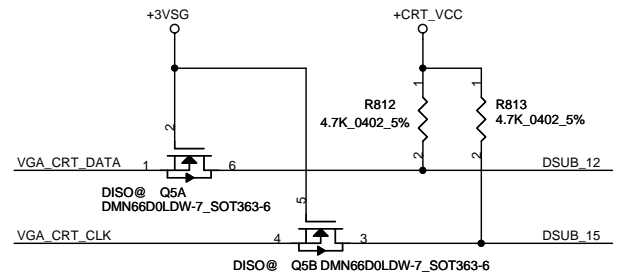 +3VSG
+CRT_VCC
1
1
R812
4.7K_0402_5%
R813
4.7K_0402_5%
2
2
2
VGA_CRT_DATA
1
6
DSUB_12
DISO@ Q5A
DMN66D0LDW-7_SOT363-6
5
VGA_CRT_CLK
4
3
DSUB_15
DISO@ Q5B DMN66D0LDW-7_SOT363-6